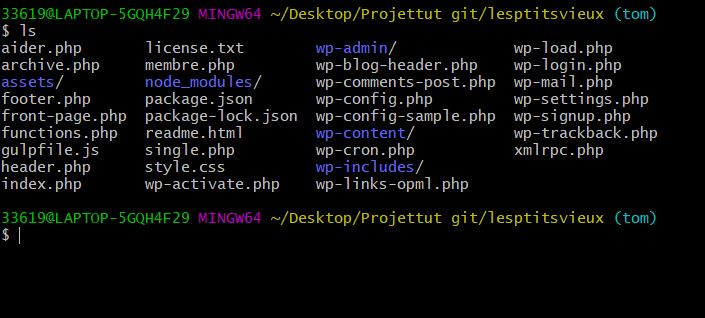 33619@LAPTOP-5GQH4F29 MINGW64 ~/Desktop/Projettut git/lesptitsvieux (tom)
$ ls
aider.php license.txt wp-admin/ wp-load.php
archive.php membre.php wp-blog-header.php wp-login.php
assets/ node_modules/ wp-comments-post.php wp-mail.php
footer.php package.json wp-config.php wp-settings.php
front-page.php package-lock.json wp-config-sample.php wp-signup.php
functions.php readme.html wp-content/ wp-trackback.php
gulpfile.js single.php wp-cron.php xmlrpc.php
header.php style.css wp-includes/
index.php wp-activate.php wp-links-opml.php
33619@LAPTOP-5GQH4F29 MINGW64 ~/Desktop/Projettut git/lesptitsvieux (tom)
$